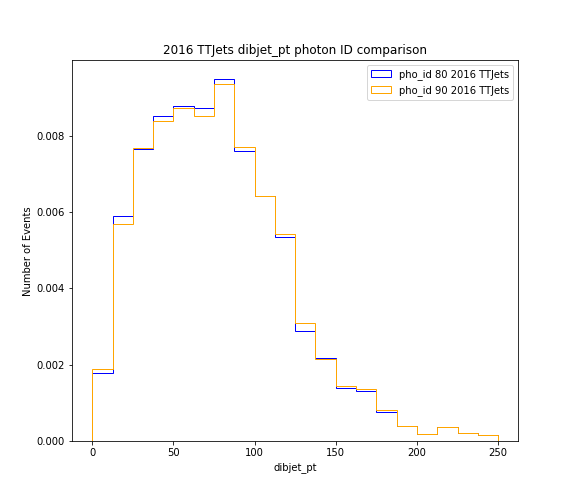 2016 TTJets dibjet_pt photon ID comparison
pho_id 80 2016 TTJets
pho_id 90 2016 TTJets
Number of Events
0.008
0.006
0.004
0.002
0.000
0
50
100
150
200
250
dibjet_pt